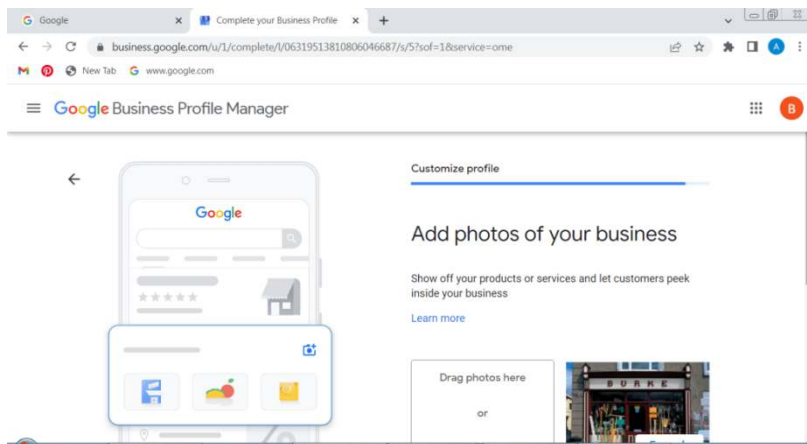 Google
Complete your Business Profile
business.google.com/u/1/complete/l/06319513810806046687/s/5?sof=1&service=ome
A
New Tab
www.google.com
Google Business Profile Manager
B
Customize profile
Google
Add photos of your business
Show off your products or services and let customers peek
inside your business
Learn more
Drag photos here
or
BURKE